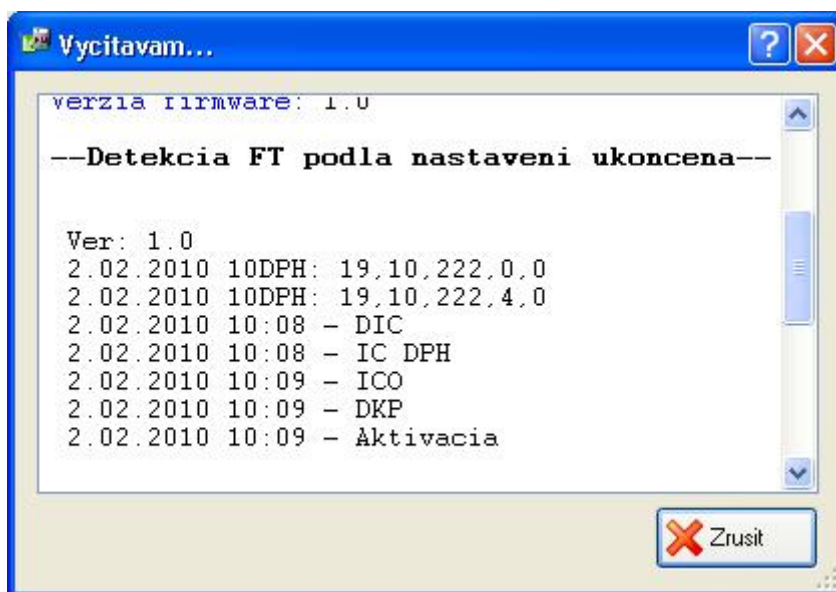 Vycitavam...
verzia firmware: 1.0
--Detekcia FT podla nastaveni ukoncena--
Ver: 1.0
2.02.2010 10DPH: 19,10,222,0,0
2.02.2010 10DPH: 19,10,222,4,0
2.02.2010 10:08 - DIC
2.02.2010 10:08 - IC DPH
2.02.2010 10:09 - ICO
2.02.2010 10:09 - DKP
2.02.2010 10:09 - Aktivacia
Zrusit